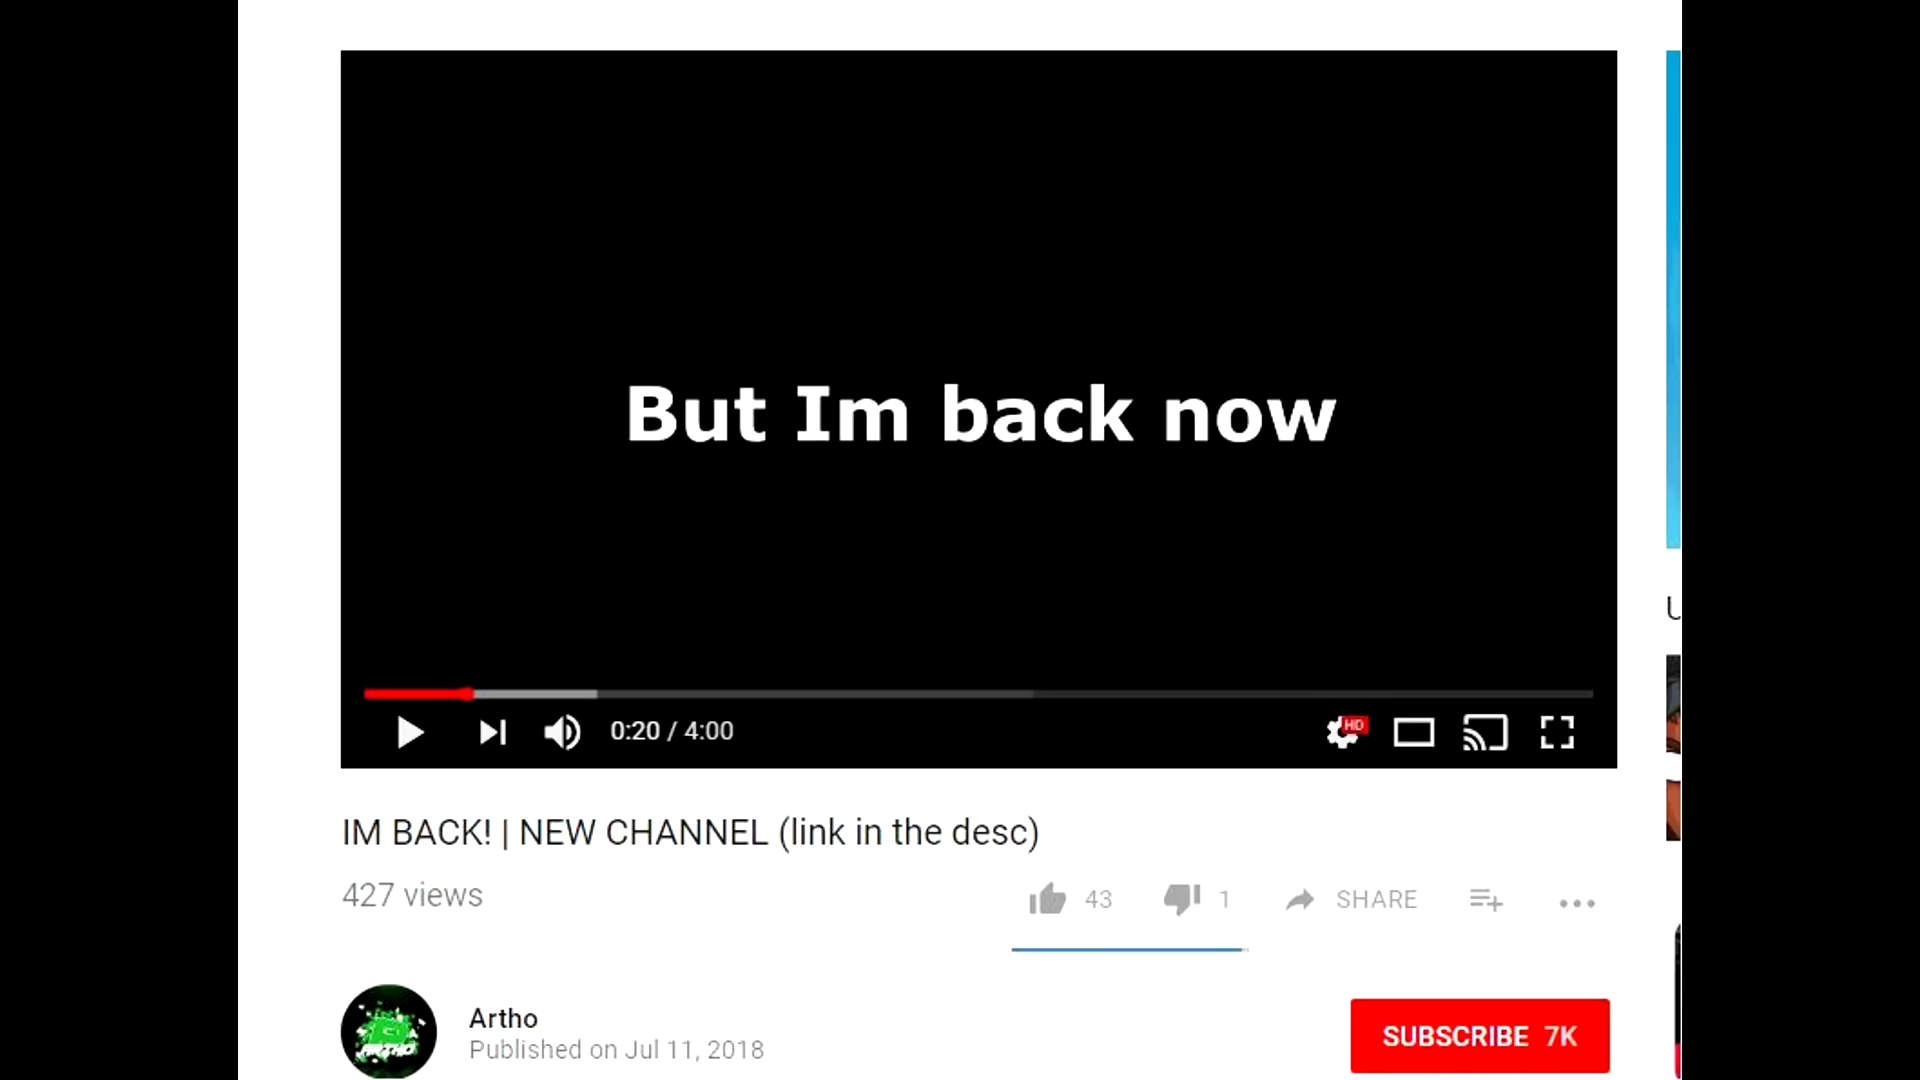 But Im back now
0:20 / 4:00
HD
IM BACK! | NEW CHANNEL (link in the desc)
427 views
43
1
SHARE
ARTHO
Artho
Published on Jul 11, 2018
SUBSCRIBE 7K